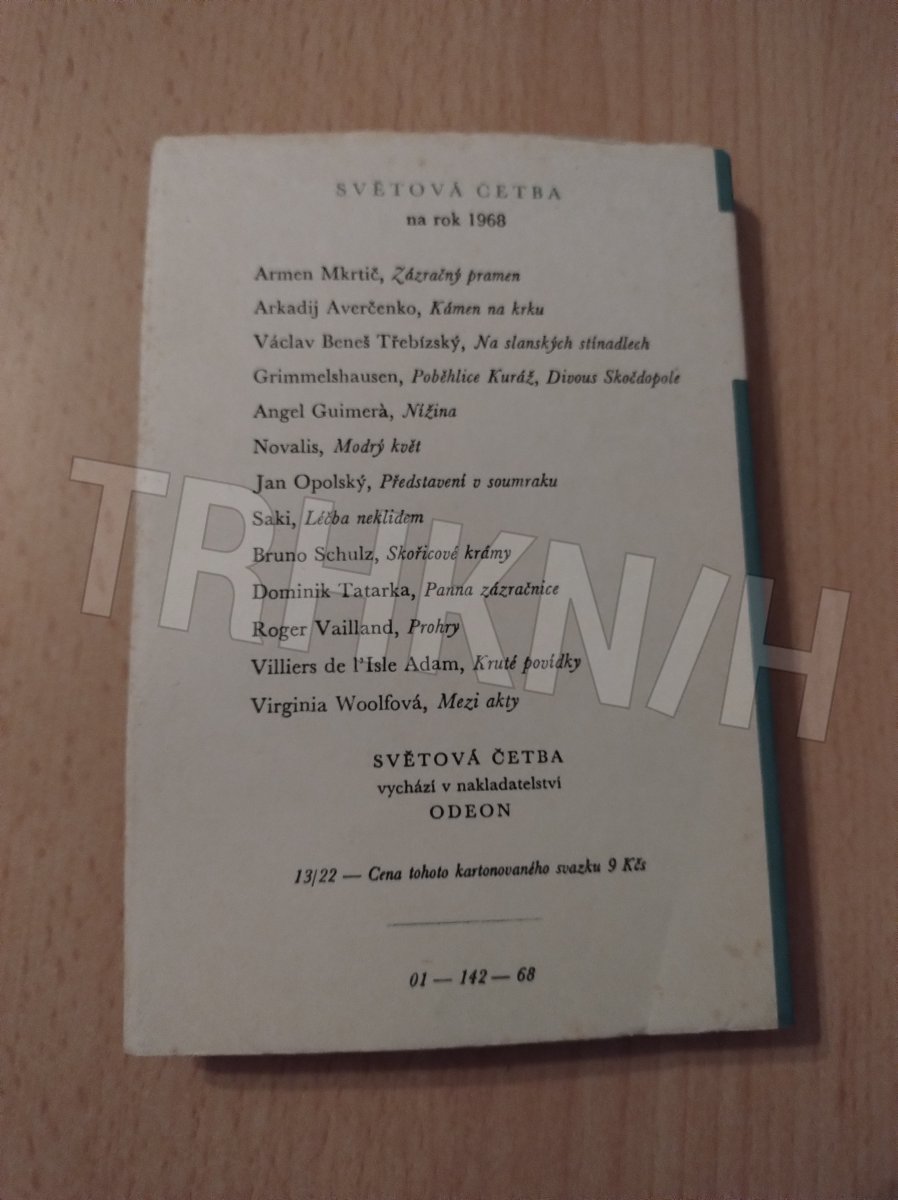 SVĚTOVÁ ČETBA
na rok 1968
Armen Mkrtič, Zázračný pramen
Arkadij Averčenko, Kámen na krku
Václav Beneš Třebízský, Na slanských stínadlech
Grimmelshausen, Poběhlice Kuráž, Divous Skočdopole
Angel Guimerà, Nížina
Novalis, Modrý květ
Jan Opolský, Představení v soumraku
Saki, Léčba neklidem
Bruno Schulz, Skořicové krámy
Dominik Tatarka, Panna zázračnice
Roger Vailland, Prohry
Villiers de l'Isle Adam, Kruté povídky
Virginia Woolfová, Mezi akty
SVĚTOVÁ ČETBA
vychází v nakladatelství
ODEON
13/22 — Cena tohoto kartonovaného svazku 9 Kčs
01 — 142 — 68
TRHKNIH